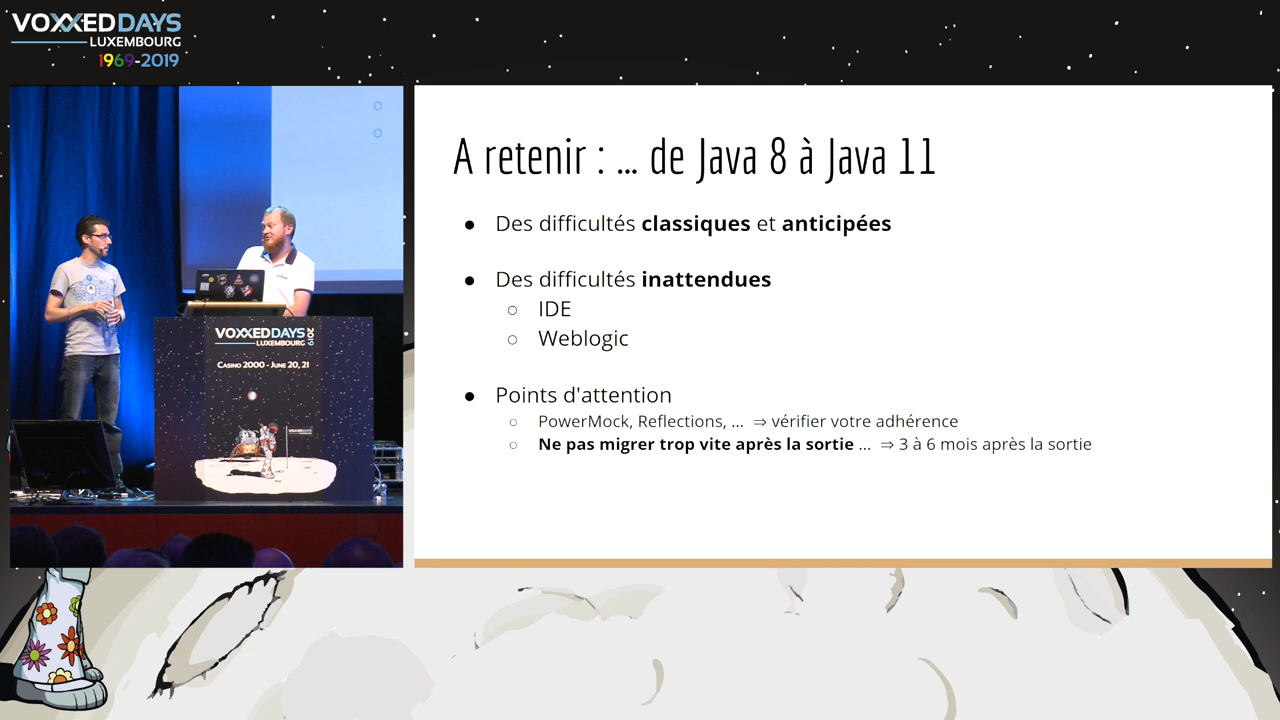 VOXXEDDAYS
LUXEMBOURG
1969-2019
A retenir : ... de Java 8 à Java 11
● Des difficultés classiques et anticipées
● Des difficultés inattendues
○ IDE
○ Weblogic
● Points d'attention
○ PowerMock, Reflections, ... ⇒ vérifier votre adhérence
○ Ne pas migrer trop vite après la sortie ... ⇒ 3 à 6 mois après la sortie
VOXXEDDAYS
LUXEMBOURG
2019
CASINO 2000 - JUNE 20, 21